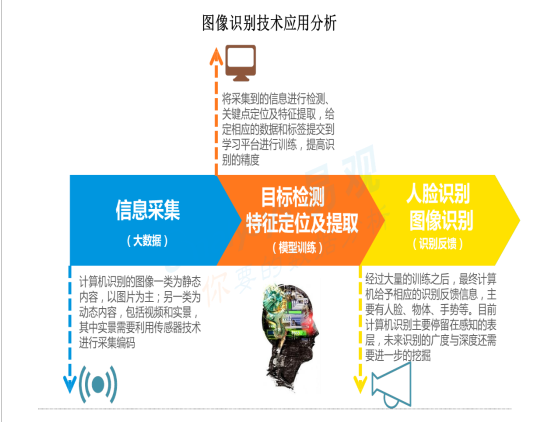 图像识别技术应用分析
将采集到的信息进行检测、
关键点定位及特征提取，给
定相应的数据和标签提交到
学习平台进行训练，提高识
别的精度
信息采集
（大数据）
目标检测
特征定位及提取
（模型训练）
人脸识别
图像识别
（识别反馈）
计算机识别的图像一类为静态
内容，以图片为主；另一类为
动态内容，包括视频和实景，
其中实景需要利用传感器技术
进行采集编码
经过大量的训练之后，最终计算
机给予相应的识别反馈信息，主
要有人脸、物体、手势等。目前
计算机识别主要停留在感知的表
层，未来识别的广度与深度还需
要进一步的挖掘